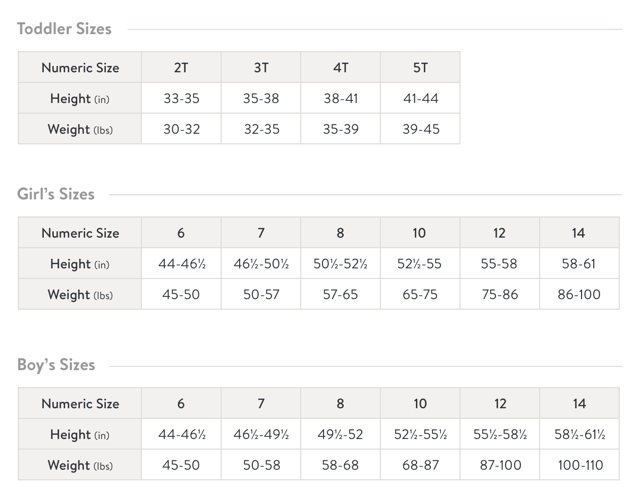 Toddler Sizes
Numeric Size 2T 3T 4T 5T
Height (in) 33-35 35-38 38-41 41-44
Weight (lbs) 30-32 32-35 35-39 39-45
Girl’s Sizes
Numeric Size 6 7 8 10 12 14
Height (in) 44-46½ 46½-50½ 50½-52½ 52½-55 55-58 58-61
Weight (lbs) 45-50 50-57 57-65 65-75 75-86 86-100
Boy’s Sizes
Numeric Size 6 7 8 10 12 14
Height (in) 44-46½ 46½-49½ 49½-52 52½-55½ 55½-58½ 58½-61½
Weight (lbs) 45-50 50-58 58-68 68-87 87-100 100-110